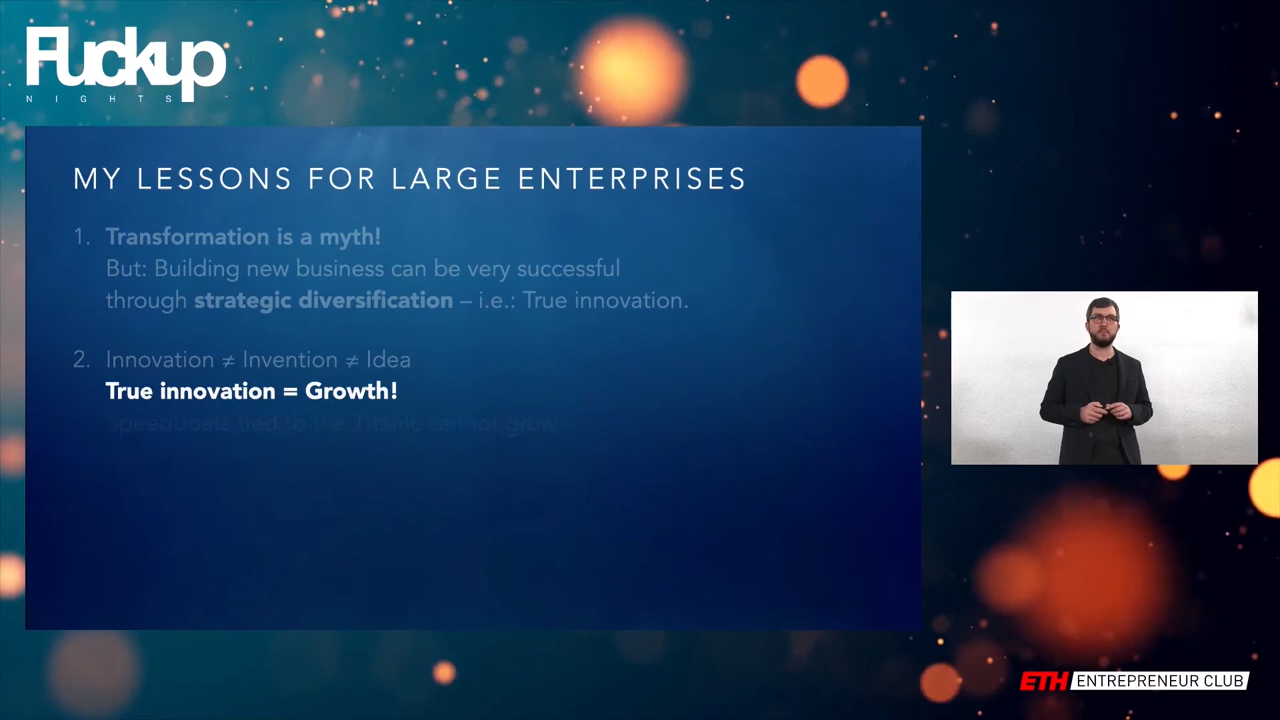 Fuckup
NIGHTS
MY LESSONS FOR LARGE ENTERPRISES
1. Transformation is a myth!
But: Building new business can be very successful
through strategic diversification – i.e.: True innovation.
2. Innovation ≠ Invention ≠ Idea
True innovation = Growth!
Speedboats tied to the Titanic cannot grow
ETH ENTREPRENEUR CLUB